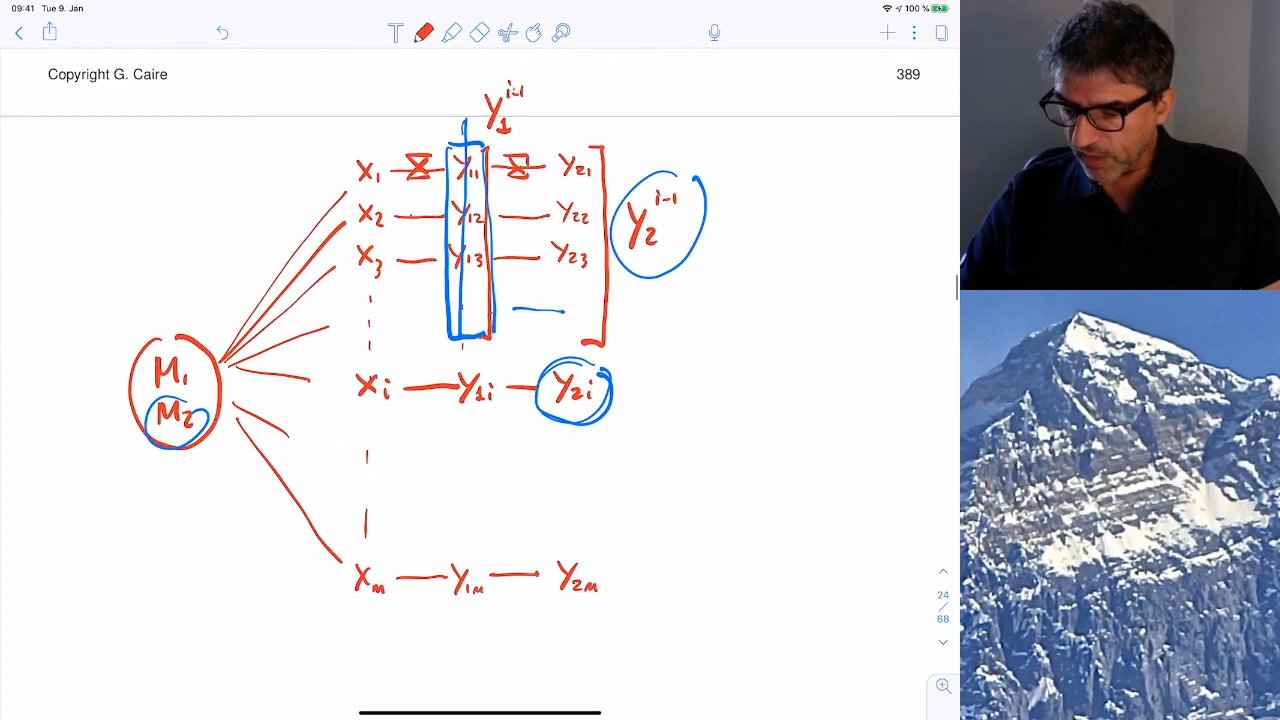 09:41 Tue 9. Jan 100 %
T
Copyright G. Caire 389
Y₁^{i-1}
X₁ — Y₁₁ — Y₂₁
X₂ — Y₁₂ — Y₂₂
X₃ — Y₁₃ — Y₂₃
Y₂^{i-1}
M₁
M₂
Xᵢ — Y₁ᵢ — Y₂ᵢ
Xₘ — Y₁ₘ — Y₂ₘ
24
/
68